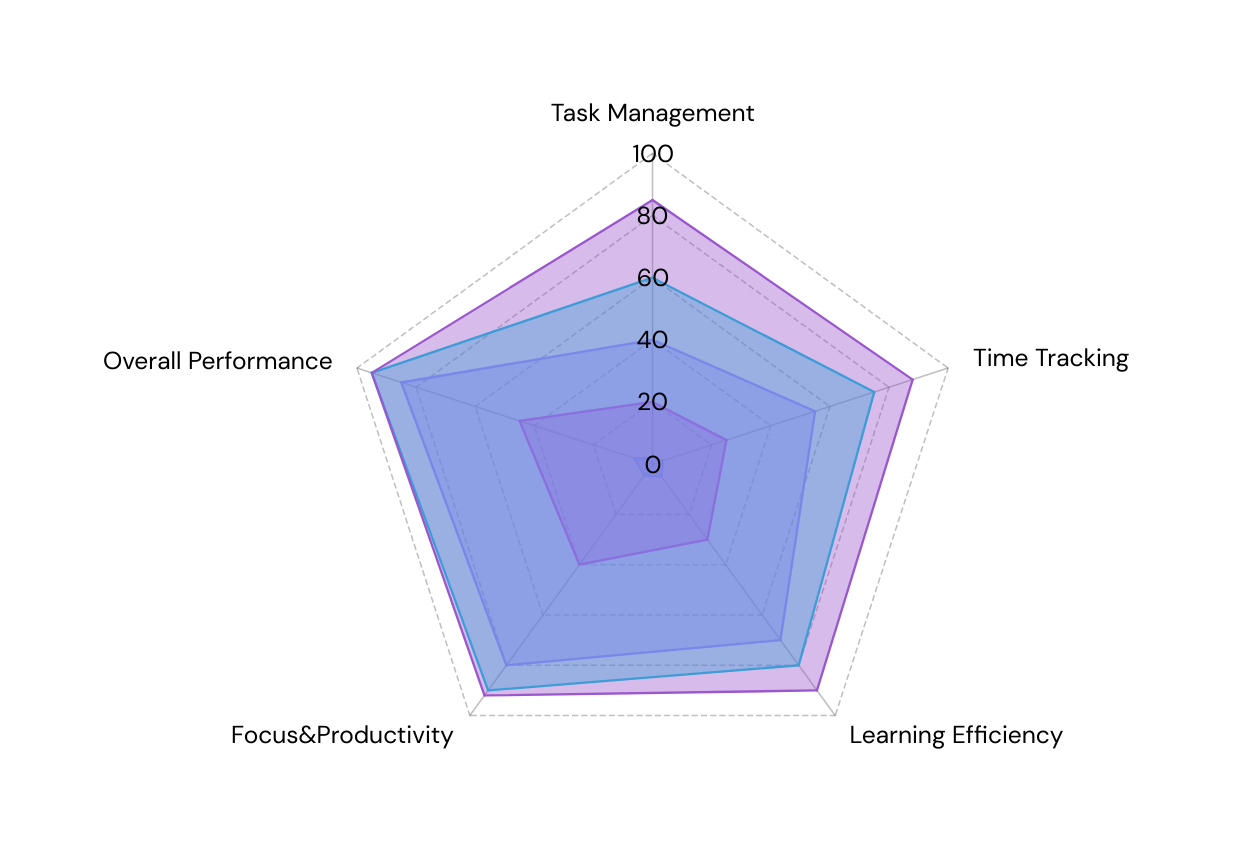 Task Management
100
80
60
Overall Performance
Time Tracking
40
20
0
Focus&Productivity
Learning Efficiency